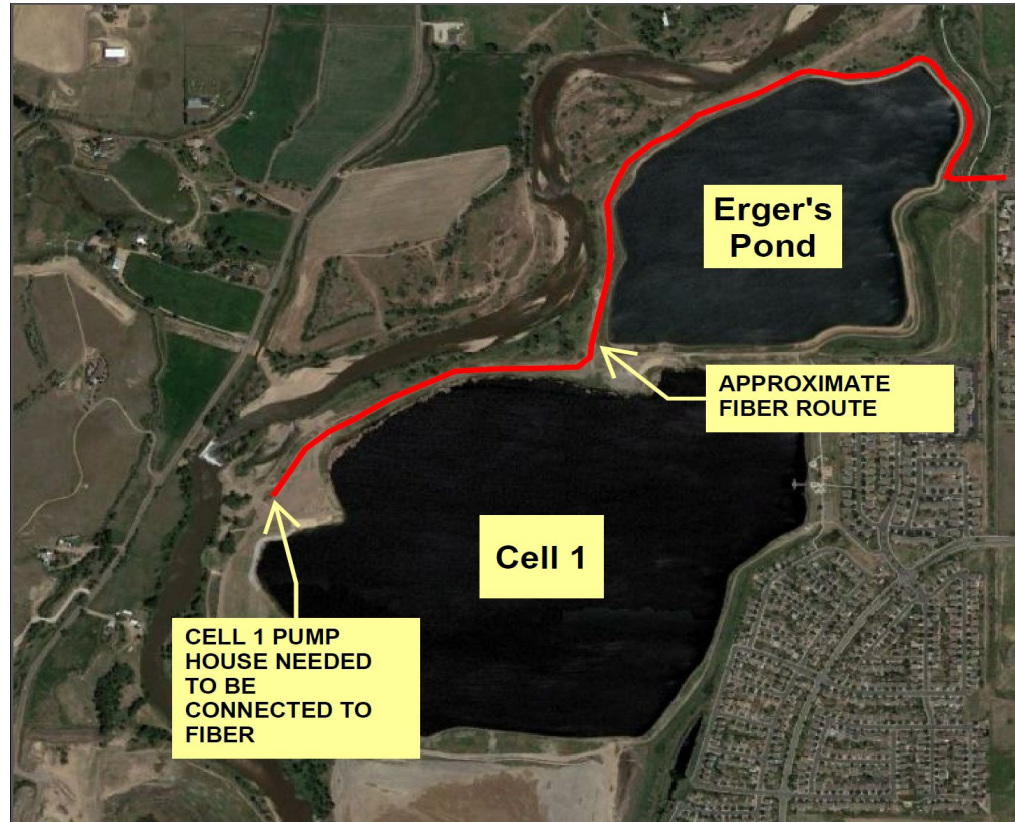 Erger's
Pond
APPROXIMATE
FIBER ROUTE
Cell 1
CELL 1 PUMP
HOUSE NEEDED
TO BE
CONNECTED TO
FIBER